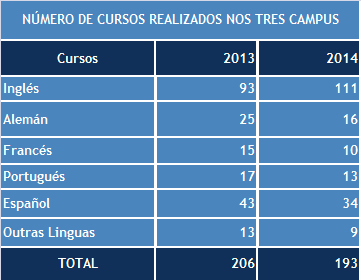 NÚMERO DE CURSOS REALIZADOS NOS TRES CAMPUS
Cursos 2013 2014
Inglés 93 111
Alemán 25 16
Francés 15 10
Portugués 17 13
Español 43 34
Outras Linguas 13 9
TOTAL 206 193